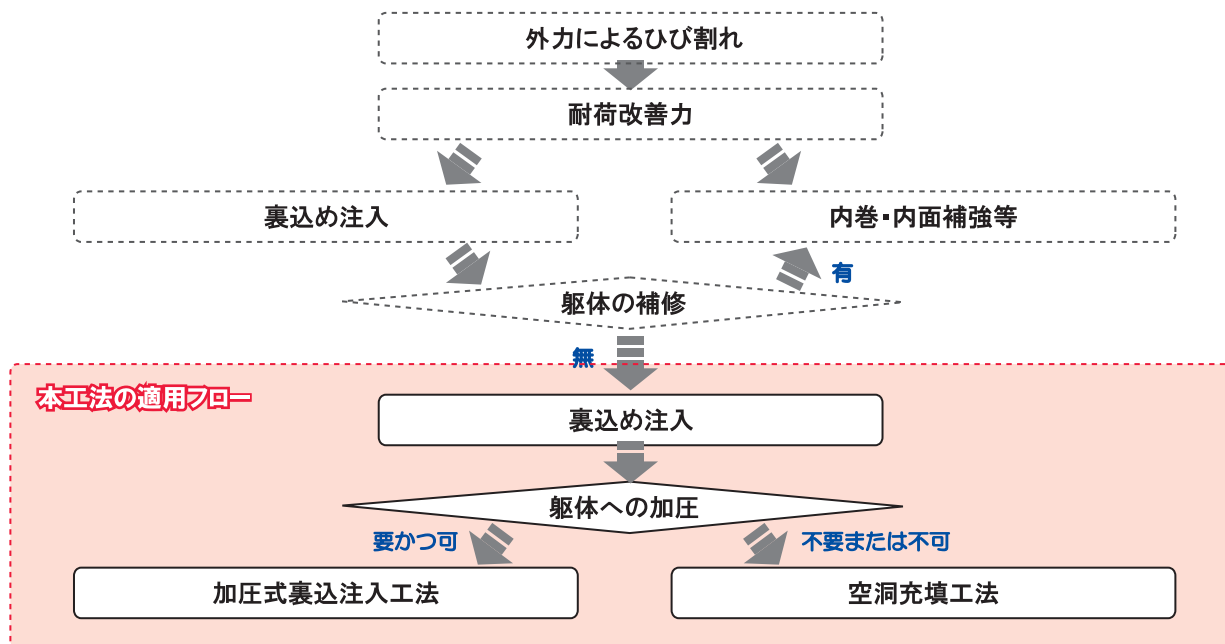 外力によるひび割れ
耐荷改善力
裏込め注入
内巻・内面補強等
有
躯体の補修
無
本工法の適用フロー
裏込め注入
躯体への加圧
要かつ可
不要または不可
加圧式裏込注入工法
空洞充填工法